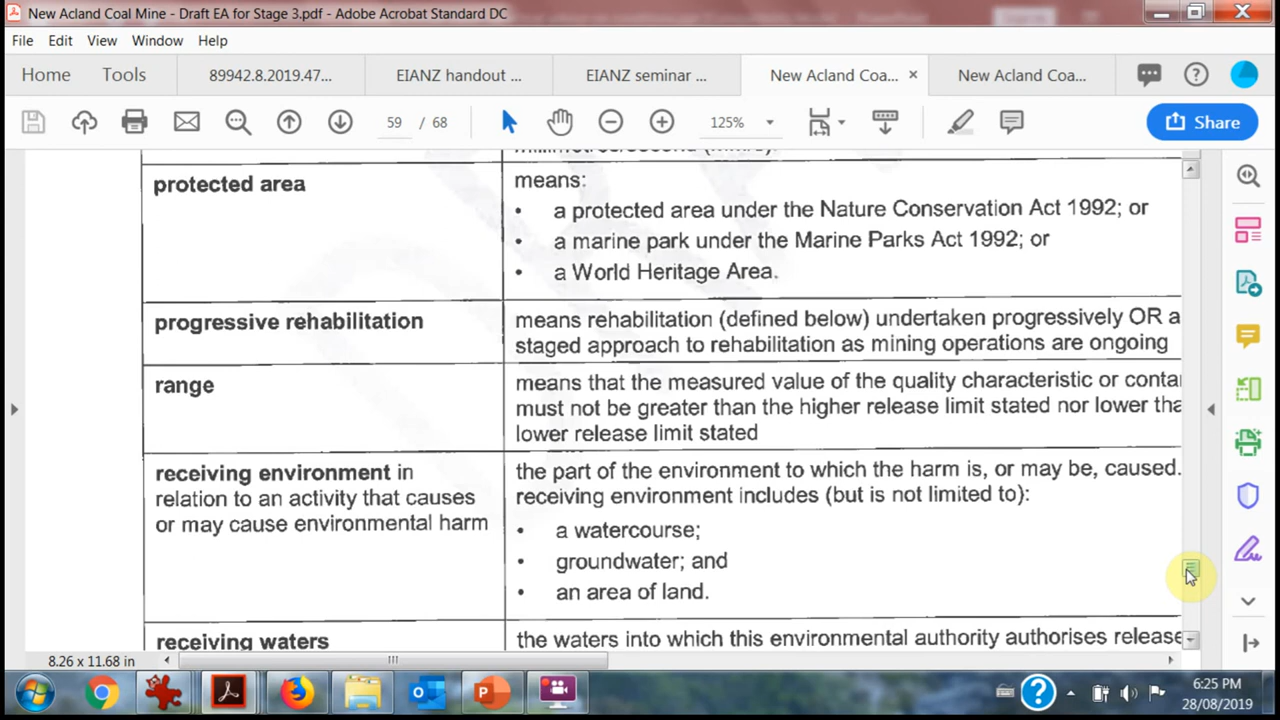 New Acland Coal Mine - Draft EA for Stage 3.pdf - Adobe Acrobat Standard DC
File Edit View Window Help
Home Tools 89942.8.2019.47... EIANZ handout ... EIANZ seminar ... New Acland Coa... × New Acland Coa...
59 / 68 125% Share
protected area
means:
• a protected area under the Nature Conservation Act 1992; or
• a marine park under the Marine Parks Act 1992; or
• a World Heritage Area.
progressive rehabilitation
means rehabilitation (defined below) undertaken progressively OR a
staged approach to rehabilitation as mining operations are ongoing
range
means that the measured value of the quality characteristic or conta
must not be greater than the higher release limit stated nor lower tha
lower release limit stated
receiving environment in
relation to an activity that causes
or may cause environmental harm
the part of the environment to which the harm is, or may be, caused.
receiving environment includes (but is not limited to):
• a watercourse;
• groundwater; and
• an area of land.
receiving waters
the waters into which this environmental authority authorises release
8.26 x 11.68 in
6:25 PM
28/08/2019